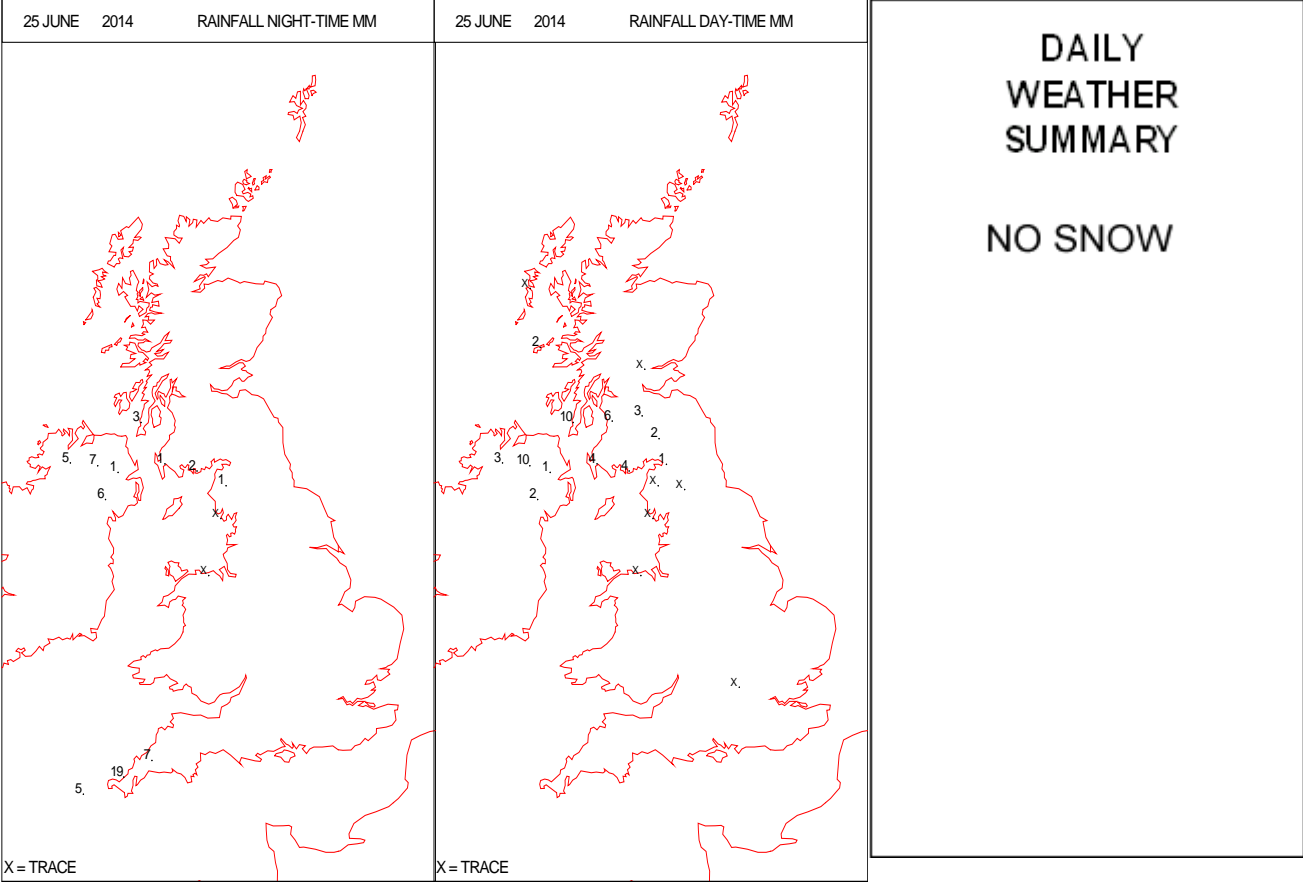 25 JUNE 2014 RAINFALL NIGHT-TIME MM
3
5 7 1 1 2
1
6
X
X
7
19
5
X = TRACE
25 JUNE 2014 RAINFALL DAY-TIME MM
X
2
X
10 6 3
2
3 10 1 4 4 1
X X
2
X
X
X
X = TRACE
DAILY
WEATHER
SUMMARY
NO SNOW